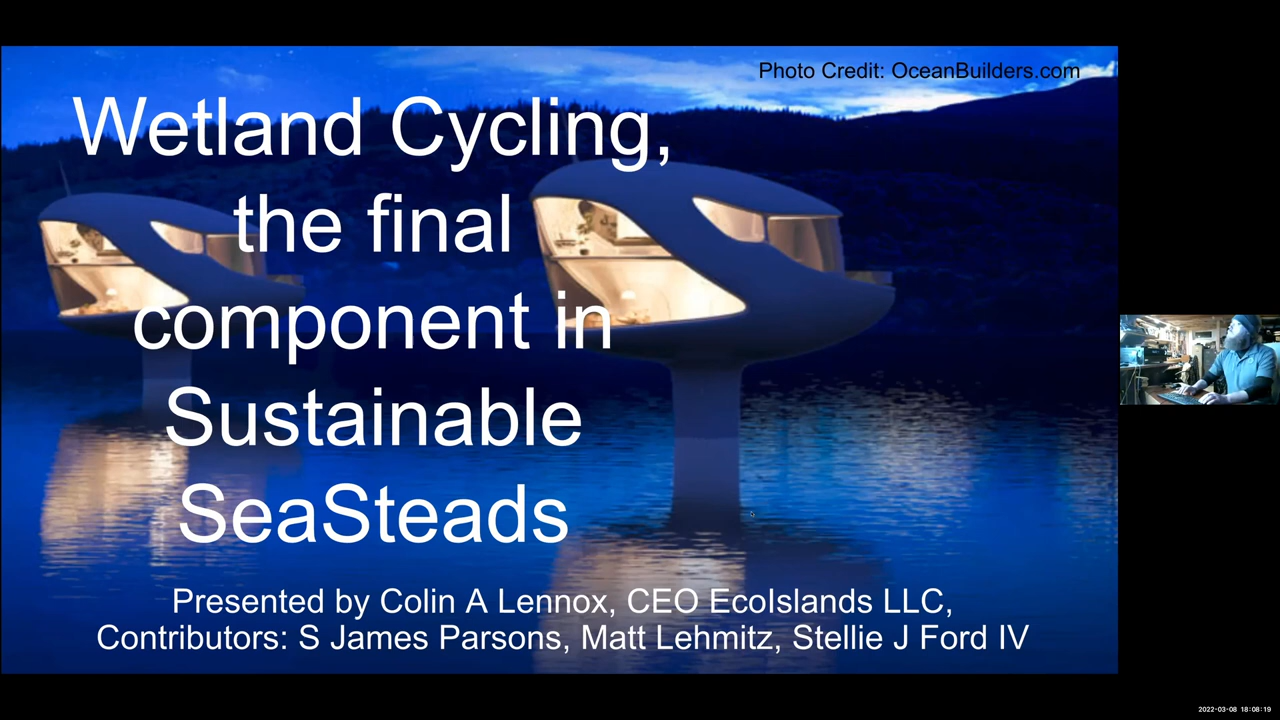 Photo Credit: OceanBuilders.com
Wetland Cycling,
the final
component in
Sustainable
SeaSteads
Presented by Colin A Lennox, CEO EcoIslands LLC,
Contributors: S James Parsons, Matt Lehmitz, Stellie J Ford IV
2022-03-08 18:08:19